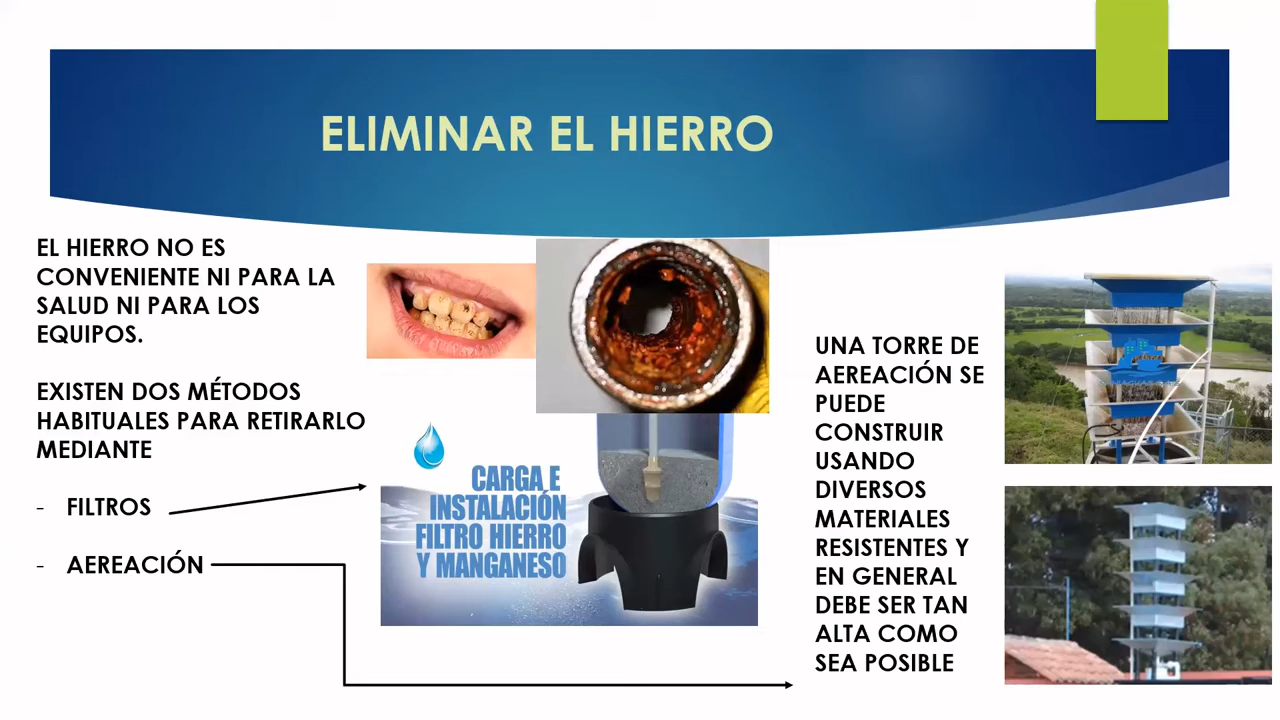 ELIMINAR EL HIERRO
EL HIERRO NO ES
CONVENIENTE NI PARA LA
SALUD NI PARA LOS
EQUIPOS.
EXISTEN DOS MÉTODOS
HABITUALES PARA RETIRARLO
MEDIANTE
- FILTROS
- AEREACIÓN
CARGA E
INSTALACIÓN
FILTRO HIERRO
Y MANGANESO
UNA TORRE DE
AEREACIÓN SE
PUEDE
CONSTRUIR
USANDO
DIVERSOS
MATERIALES
RESISTENTES Y
EN GENERAL
DEBE SER TAN
ALTA COMO
SEA POSIBLE